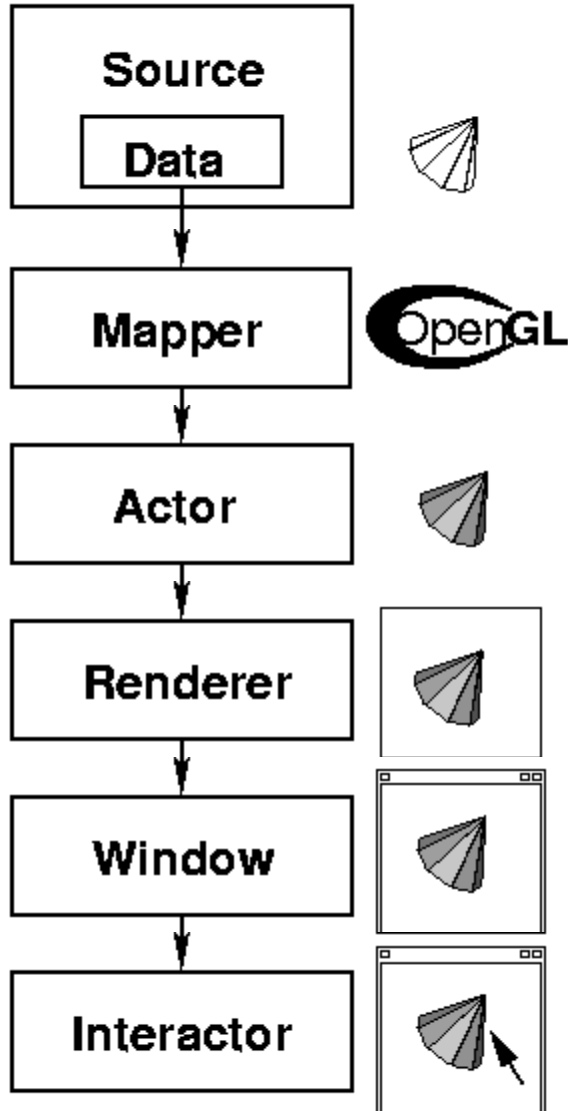 Source
Data
Mapper
OpenGL
Actor
Renderer
Window
Interactor